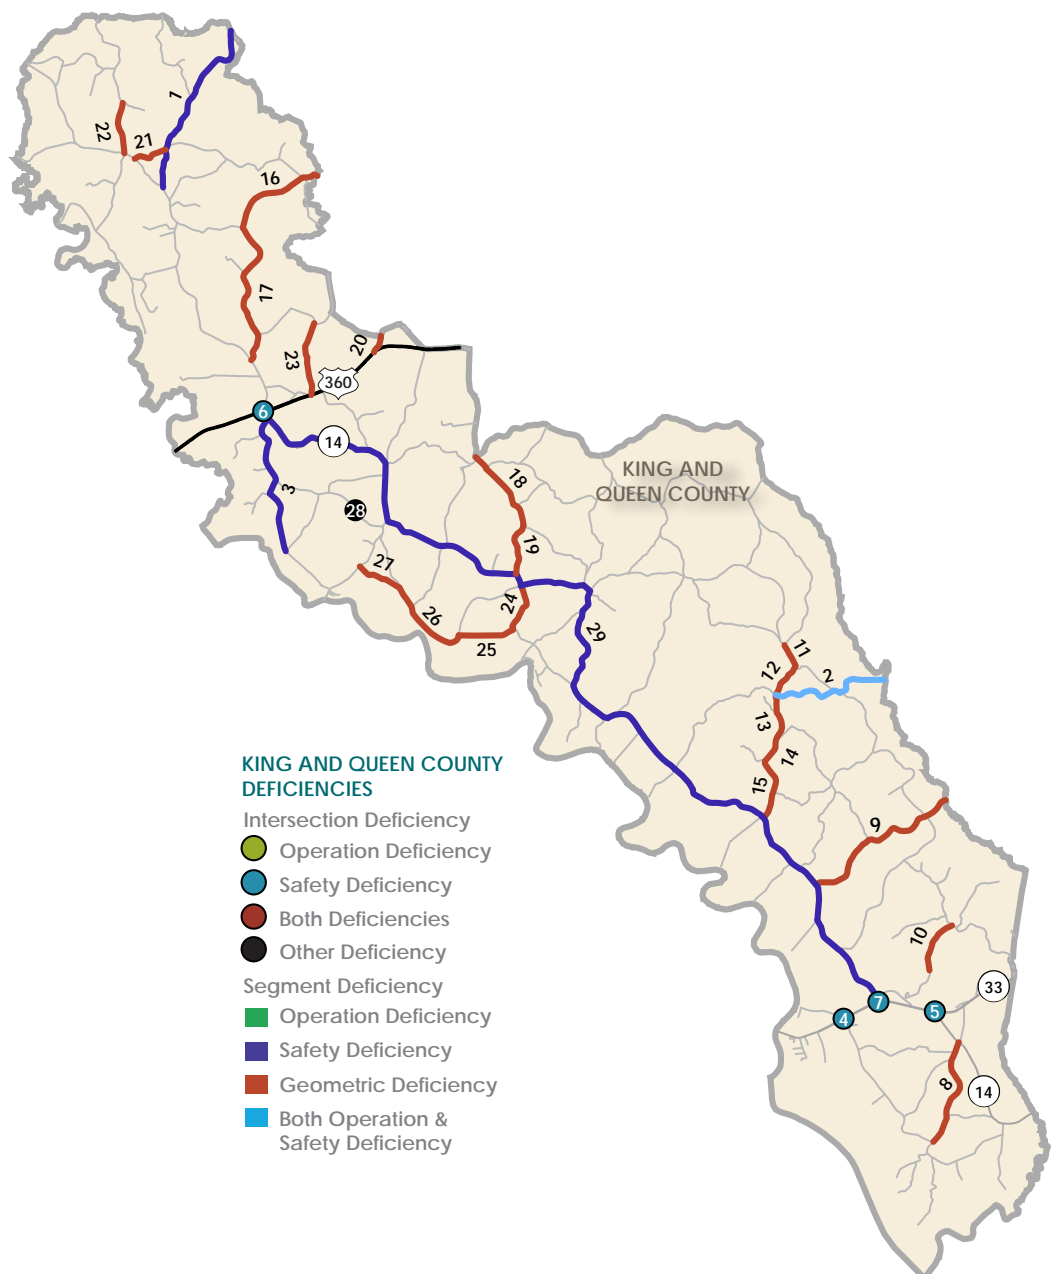 1
22
21
16
17
23
20
360
6
14
3
28
18
KING AND
QUEEN COUNTY
19
27
26
24
25
29
11
12
2
13
14
15
9
KING AND QUEEN COUNTY
DEFICIENCIES
Intersection Deficiency
Operation Deficiency
Safety Deficiency
Both Deficiencies
Other Deficiency
Segment Deficiency
Operation Deficiency
Safety Deficiency
Geometric Deficiency
Both Operation &
Safety Deficiency
10
33
7
5
4
8
14